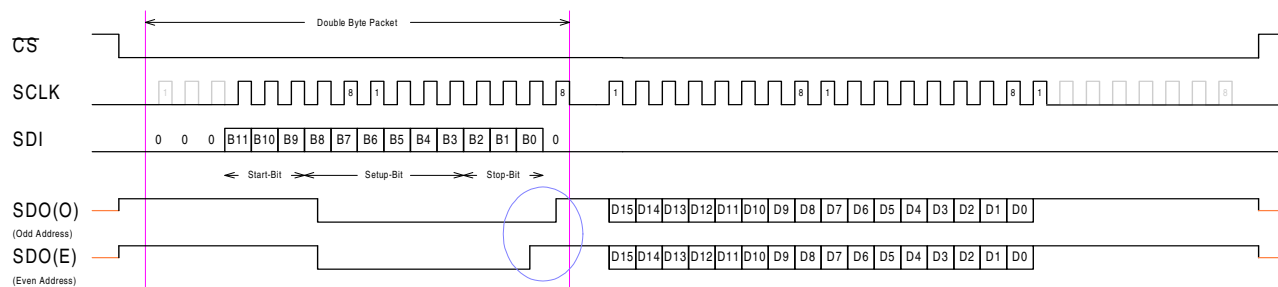 Double Byte Packet
CS
SCLK 1 8 1 8 1 8 1 8 1 8
SDI 0 0 0 B11 B10 B9 B8 B7 B6 B5 B4 B3 B2 B1 B0 0
Start-Bit Setup-Bit Stop-Bit
SDO(O) D15 D14 D13 D12 D11 D10 D9 D8 D7 D6 D5 D4 D3 D2 D1 D0
(Odd Address)
SDO(E) D15 D14 D13 D12 D11 D10 D9 D8 D7 D6 D5 D4 D3 D2 D1 D0
(Even Address)